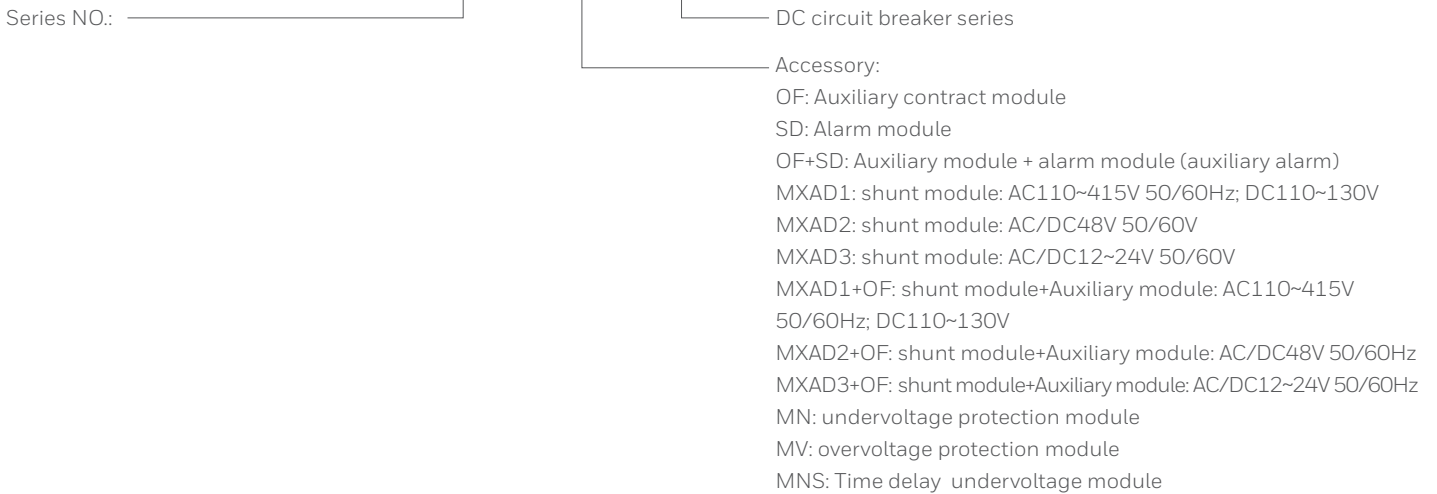 Series NO.:
DC circuit breaker series
Accessory:
OF: Auxiliary contract module
SD: Alarm module
OF+SD: Auxiliary module + alarm module (auxiliary alarm)
MXAD1: shunt module: AC110~415V 50/60Hz; DC110~130V
MXAD2: shunt module: AC/DC48V 50/60V
MXAD3: shunt module: AC/DC12~24V 50/60V
MXAD1+OF: shunt module+Auxiliary module: AC110~415V
50/60Hz; DC110~130V
MXAD2+OF: shunt module+Auxiliary module: AC/DC48V 50/60Hz
MXAD3+OF: shunt module+Auxiliary module: AC/DC12~24V 50/60Hz
MN: undervoltage protection module
MV: overvoltage protection module
MNS: Time delay undervoltage module